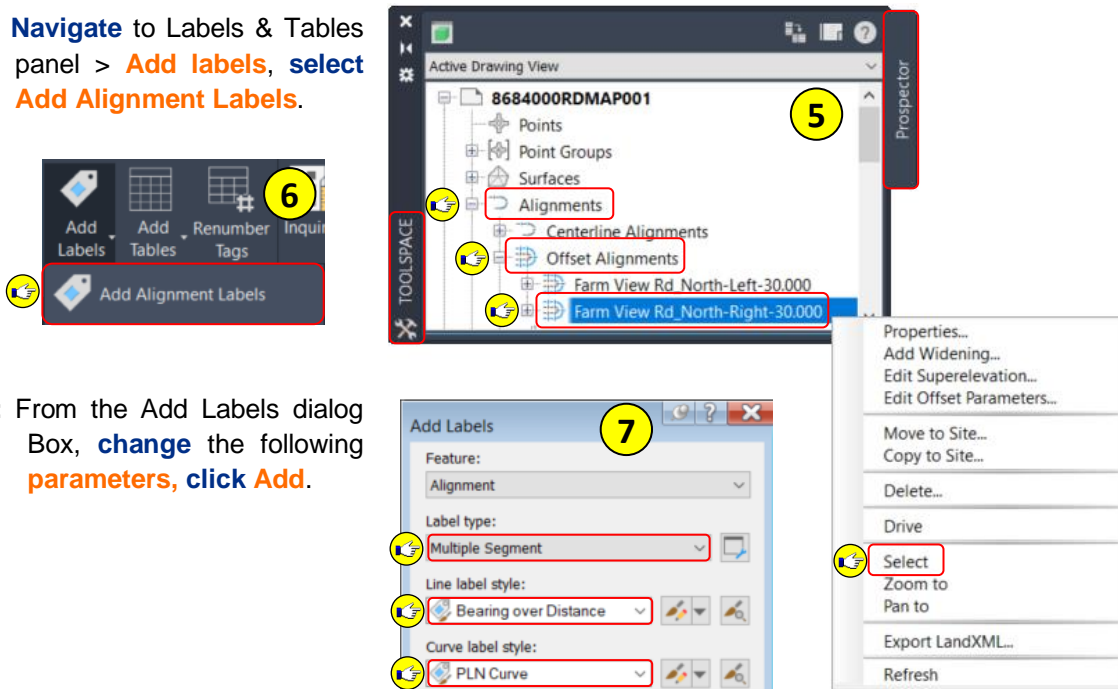 Navigate to Labels & Tables
panel > Add labels, select
Add Alignment Labels.
6
Add
Labels
Add
Tables
Renumber
Tags
Add Alignment Labels
5
Active Drawing View
8684000RDMAP001
Points
Point Groups
Surfaces
Alignments
Centerline Alignments
Offset Alignments
Farm View Rd_North-Left-30.000
Farm View Rd_North-Right-30.000
TOOLSPACE
Prospector
Properties...
Add Widening...
Edit Superelevation...
Edit Offset Parameters...
Move to Site...
Copy to Site...
Delete...
Drive
Select
Zoom to
Pan to
Export LandXML...
Refresh
From the Add Labels dialog
Box, change the following
parameters, click Add.
7
Add Labels
Feature:
Alignment
Label type:
Multiple Segment
Line label style:
Bearing over Distance
Curve label style:
PLN Curve